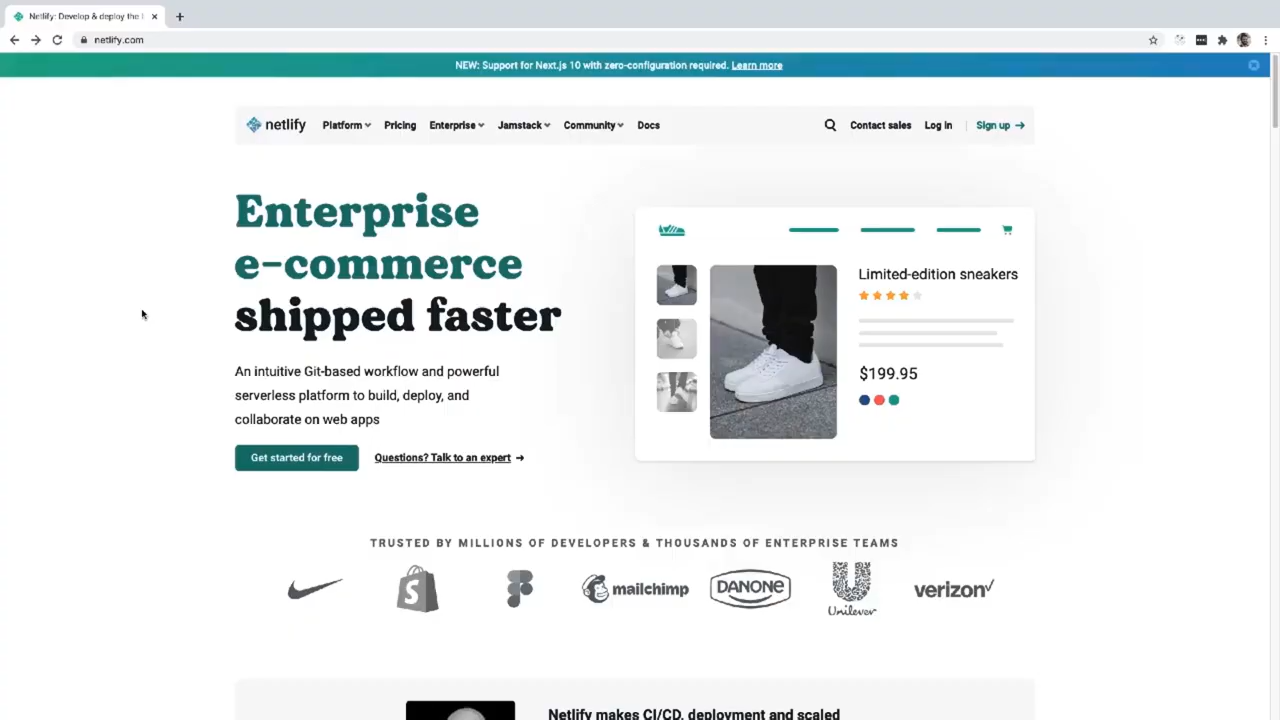 Netlify: Develop & deploy the
netlify.com
NEW: Support for Next.js 10 with zero-configuration required. Learn more
netlify Platform Pricing Enterprise Jamstack Community Docs Contact sales Log in Sign up →
Enterprise
e-commerce
shipped faster
An intuitive Git-based workflow and powerful
serverless platform to build, deploy, and
collaborate on web apps
Get started for free Questions? Talk to an expert →
Limited-edition sneakers
$199.95
TRUSTED BY MILLIONS OF DEVELOPERS & THOUSANDS OF ENTERPRISE TEAMS
mailchimp DANONE Unilever verizon✓
Netlify makes CI/CD, deployment and scaled